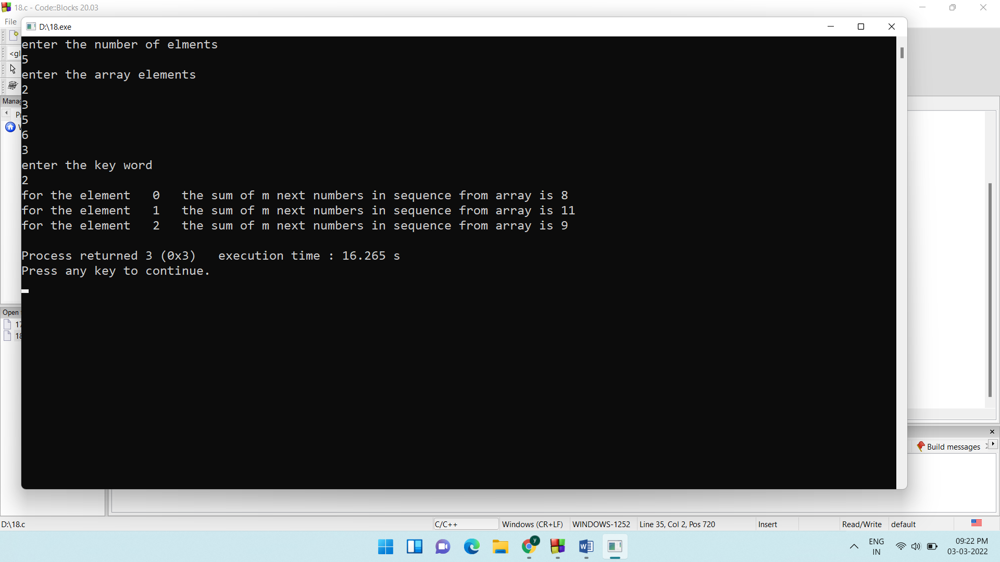 18.c - Code::Blocks 20.03
File
D:\18.exe
enter the number of elments
5
enter the array elements
2
3
5
6
3
enter the key word
2
for the element   0   the sum of m next numbers in sequence from array is 8
for the element   1   the sum of m next numbers in sequence from array is 11
for the element   2   the sum of m next numbers in sequence from array is 9
Process returned 3 (0x3)   execution time : 16.265 s
Press any key to continue.
<gl
Manag
Open
17
18
Build messages
D:\18.c
C/C++
Windows (CR+LF)
WINDOWS-1252
Line 35, Col 2, Pos 720
Insert
Read/Write
default
y
ENG
IN
09:22 PM
03-03-2022